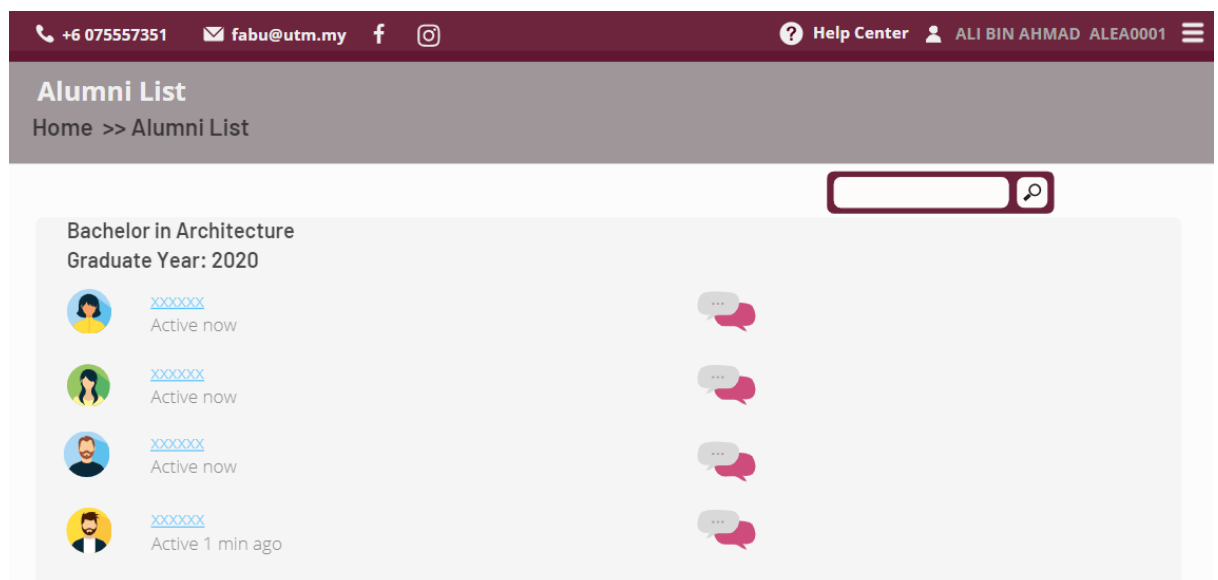 +6 075557351 fabu@utm.my Help Center ALI BIN AHMAD ALEA0001
Alumni List
Home >> Alumni List
Bachelor in Architecture
Graduate Year: 2020
xxxxxx
Active now
xxxxxx
Active now
xxxxxx
Active now
xxxxxx
Active 1 min ago